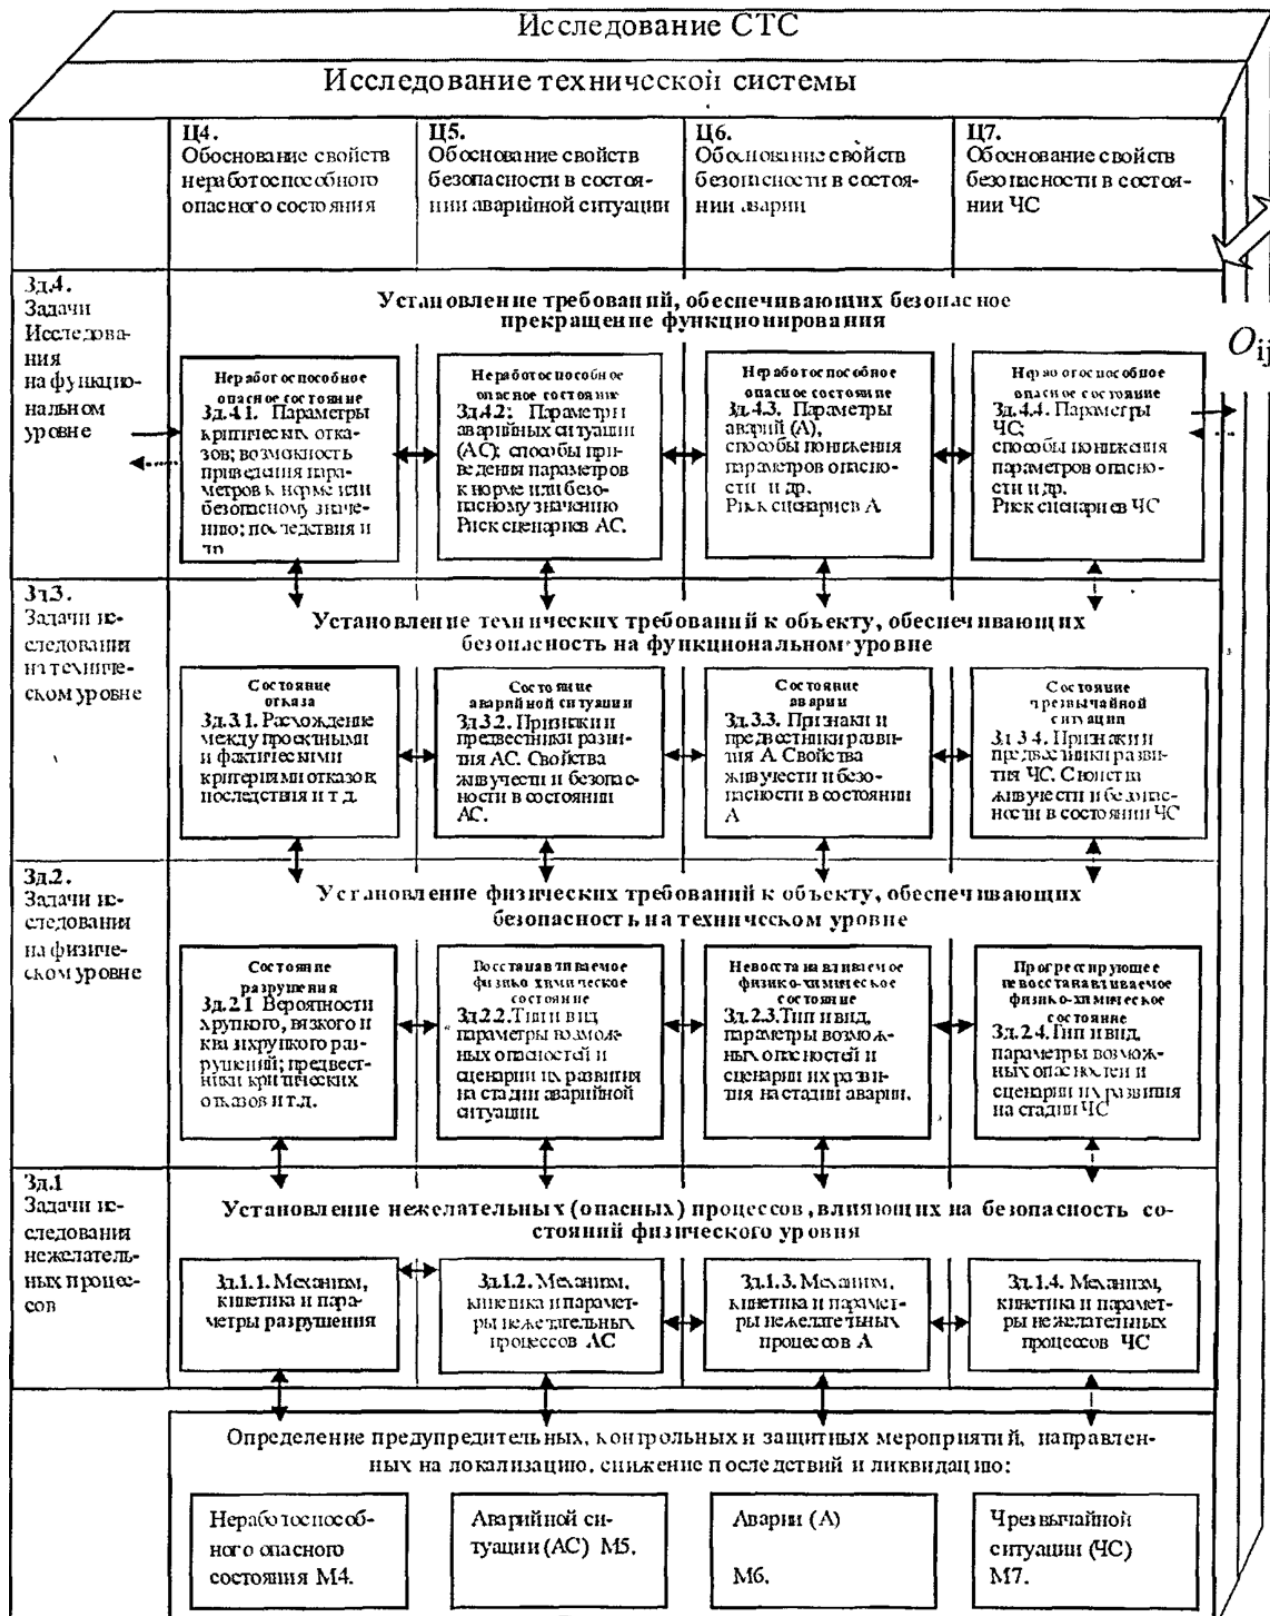 Исследование СТС
Исследование технической системы
Ц4.
Обоснование свойств
неработоспособного
опасного состояния
Ц5.
Обоснование свойств
безопасности в состоя-
нии аварийной ситуации
Ц6.
Обоснование свойств
безопасности в состоя-
нии аварии
Ц7.
Обоснование свойств
безопасности в состоя-
нии ЧС
Зд.4.
Задачи
Исследова-
ния
на функцио-
нальном
уровне
Установление требований, обеспечивающих безопасное
прекращение функционирования
O ij
Неработоспособное
опасное состояние
Зд.4.1. Параметры
критических отка-
зов; возможность
приведения пара-
метров к норме или
безопасному значе-
нию; последствия и
др
Неработоспособное
опасное состояние
Зд.4.2; Параметры
аварийных ситуации
(АС); способы при-
ведения параметров
к норме или безо-
пасному значению
Риск сценариев АС.
Неработоспособное
опасное состояние
Зд.4.3. Параметры
аварий (А),
способы понижения
параметров опасно-
сти и др.
Риск сценариев А
Неработоспособное
опасное состояние
Зд.4.4. Параметры
ЧС;
способы понижения
параметров опасно-
сти и др.
Риск сценариев ЧС
Зд.3.
Задачи ис-
следования
на техниче-
ском уровне
Установление технических требований к объекту, обеспечивающих
безопасность на функциональном уровне
Состояние
отказа
Зд.3.1. Расхождение
между проектными
и фактическими
критериями отказов;
последствия и т.д.
Состояние
аварийной ситуации
Зд.3.2. Признаки и
предвестники разви-
тия АС. Свойства
живучести и безопас-
ности в состоянии
АС.
Состояние
аварии
Зд.3.3. Признаки и
предвестники разви-
тия А. Свойства
живучести и безо-
пасности в состоянии
А
Состояние
чрезвычайной
ситуации
Зд 3.4. Признаки и
предвестники разви-
тия ЧС. Свойства
живучести и безопас-
ности в состоянии ЧС
Зд.2.
Задачи ис-
следования
на физиче-
ском уровне
Установление физических требований к объекту, обеспечивающих
безопасность на техническом уровне
Состояние
разрушения
Зд.2.1 Вероятности
хрупкого, вязкого и
квазихрупкого раз-
рушений; предвест-
ники критических
отказов и т.д.
Восстанавливаемое
физико химическое
состояние
Зд.2.2. Тип и вид
параметры возмож-
ных опасностей и
сценарии их развития
на стадии аварийной
ситуации.
Невосстанавливаемое
физико-химическое
состояние
Зд.2.3. Тип и вид,
параметры возмож-
ных опасностей и
сценарии их разви-
тия на стадии аварии.
Прогрессирующее
невосстанавливаемое
физико-химическое
состояние
Зд.2.4. Тип и вид,
параметры возмож-
ных опасностей и
сценарии их развития
на стадии ЧС
Зд.1
Задачи ис-
следования
нежелатель-
ных процес-
сов
Установление нежелательных (опасных) процессов, влияющих на безопасность со-
стояний физического уровня
Зд.1.1. Механизм,
кинетика и пара-
метры разрушения
Зд.1.2. Механизм,
кинетика и парамет-
ры нежелательных
процессов АС
Зд.1.3. Механизм,
кинетика и парамет-
ры нежелательных
процессов А
Зд.1.4. Механизм,
кинетика и парамет-
ры нежелательных
процессов ЧС
Определение предупредительных, контрольных и защитных мероприятий, направлен-
ных на локализацию, снижение последствий и ликвидацию:
Неработоспособ-
ного опасного
состояния М4.
Аварийной си-
туации (АС) М5.
Аварии (А)
М6.
Чрезвычайной
ситуации (ЧС)
М7.